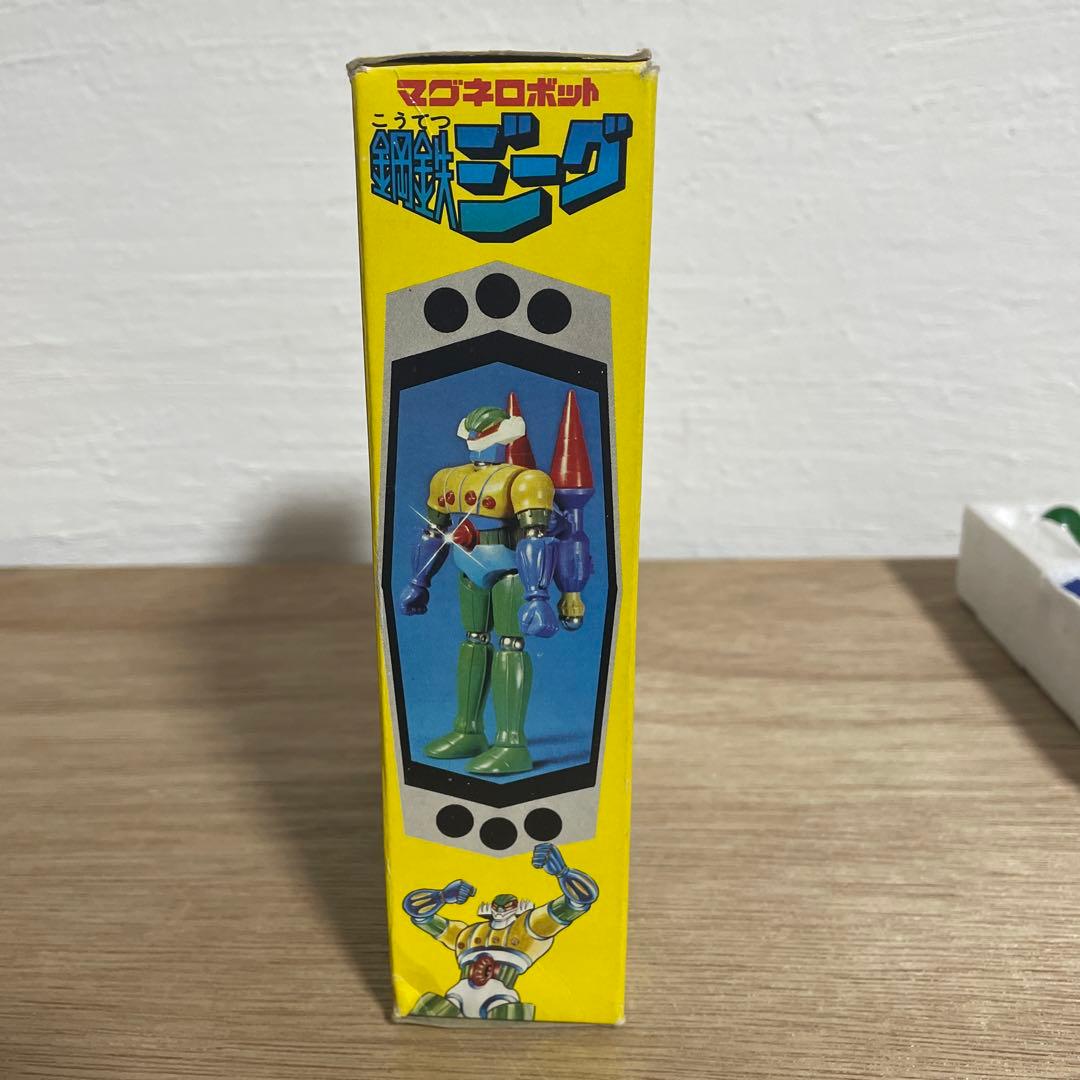 マグネロボット
こうてつ
鋼鉄ジーグ